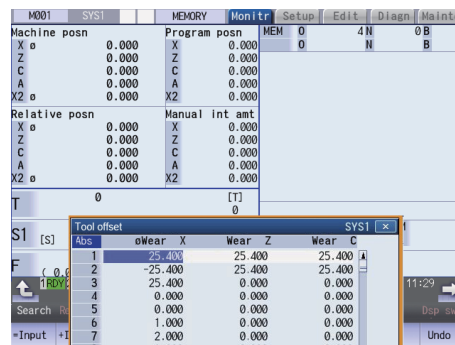 M001 SYS1 MEMORY Monitr Setup Edit Diagn Maint
Machine posn Program posn MEM O 4 N 0 B
X ø 0.000 X 0.000 O N B
Z 0.000 Z 0.000
C 0.000 C 0.000
A 0.000 A 0.000
X2 ø 0.000 X2 0.000
Relative posn Manual int amt
X ø 0.000 X 0.000
Z 0.000 Z 0.000
C 0.000 C 0.000
A 0.000 A 0.000
X2 ø 0.000 X2 0.000
T 0 [T]
0
Tool offset SYS1 ×
S1 [S]
Abs øWear X Wear Z Wear C
1 25.400 25.400 25.400
2 -25.400 25.400 25.400
F ( 0.0
3 25.400 0.000 0.000
1 RDY 11:29
4 0.000 0.000 0.000
5 0.000 0.000 0.000
Search Dsp sw
6 1.000 0.000 0.000
7 2.000 0.000 0.000
=Input +I Undo